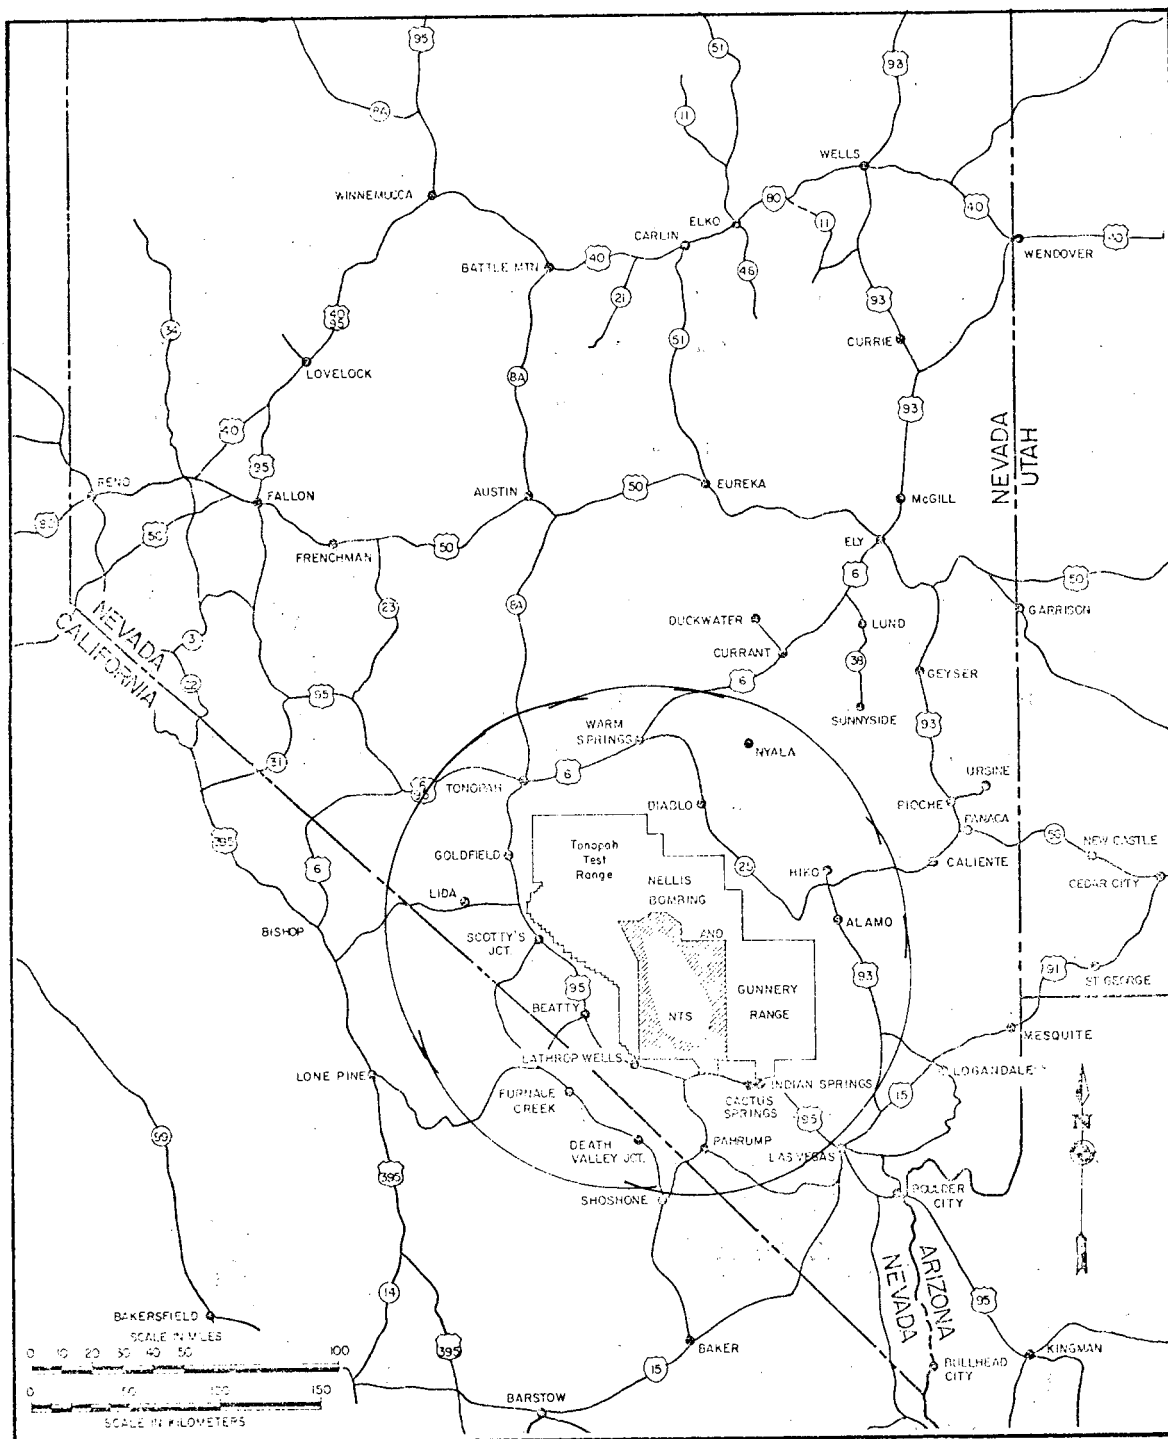 95
51
93
8A
11
WELLS
WINNEMUCCA
80
40
ELKO
11
CARLIN
BATTLE MTN
40
46
WENDOVER
40
21
93
34
40
95
51
CURRIE
LOVELOCK
8A
93
40
95
NEVADA
UTAH
RENO
FALLON
AUSTIN
50
EUREKA
McGILL
50
FRENCHMAN
50
ELY
6
50
23
8A
GARRISON
NEVADA
CALIFORNIA
3
DUCKWATER
LUND
CURRANT
38
6
GEYSER
95
SUNNYSIDE
WARM
SPRINGS
93
NYALA
31
6
95
TONOPAH
6
URSINE
PIOCHE
DIABLO
PANACA
395
GOLDFIELD
Tonopah
Test
Range
25
NEW CASTLE
6
HIKO
CALIENTE
CEDAR CITY
LIDA
NELLIS
BOMBING
BISHOP
ALAMO
SCOTTY'S
JCT.
AND
93
91
ST GEORGE
95
BEATTY
GUNNERY
RANGE
NTS
MESQUITE
LATHROP WELLS
LONE PINE
LOGANDALE
INDIAN SPRINGS
FURNACE
CREEK
CACTUS
SPRINGS
15
95
99
DEATH
VALLEY JCT.
PAHRUMP
LAS VEGAS
N
395
SHOSHONE
BOULDER
CITY
ARIZONA
NEVADA
14
95
BAKERSFIELD
SCALE IN MILES
0 10 20 30 40 50 100
395
BAKER
KINGMAN
BULLHEAD
CITY
15
0 50 100 150
SCALE IN KILOMETERS
BARSTOW